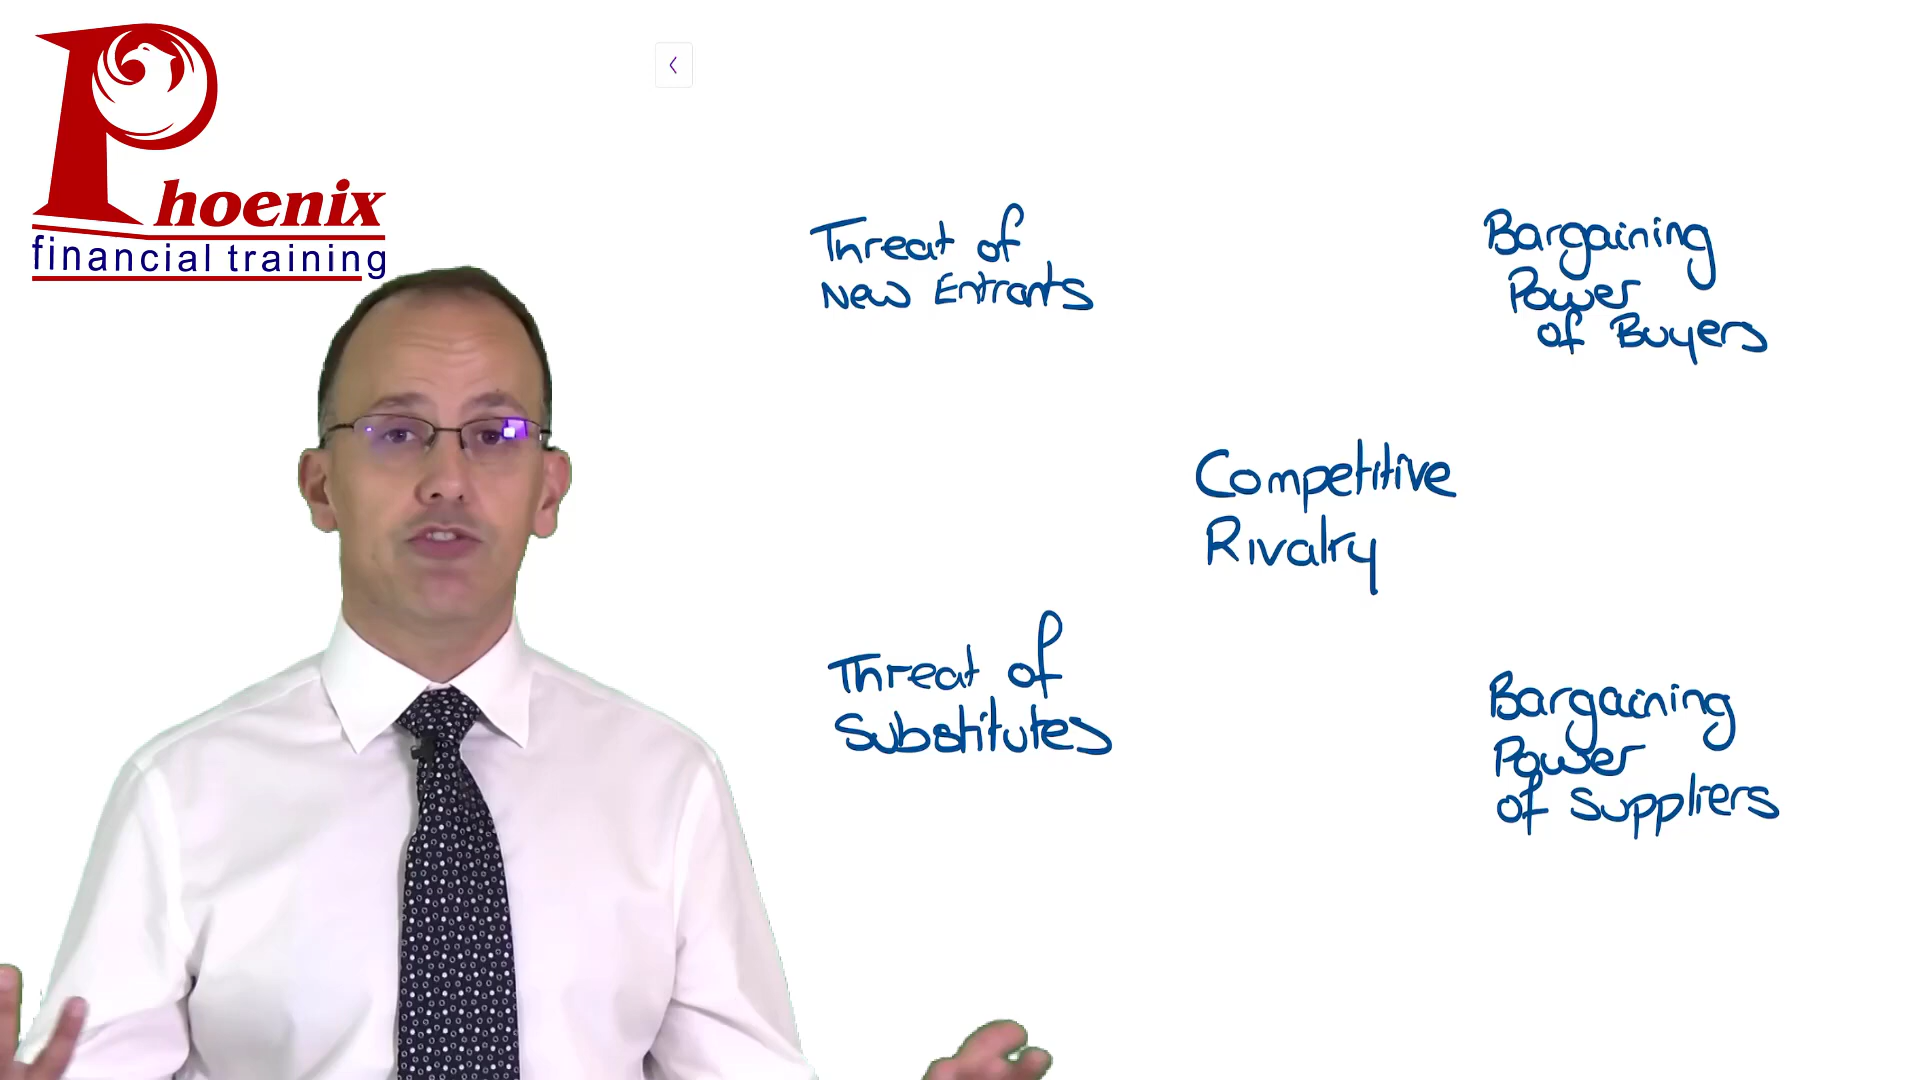 Phoenix
financial training
Threat of
New Entrants
Bargaining
Power
of Buyers
Competitive
Rivalry
Threat of
Substitutes
Bargaining
Power
of Suppliers